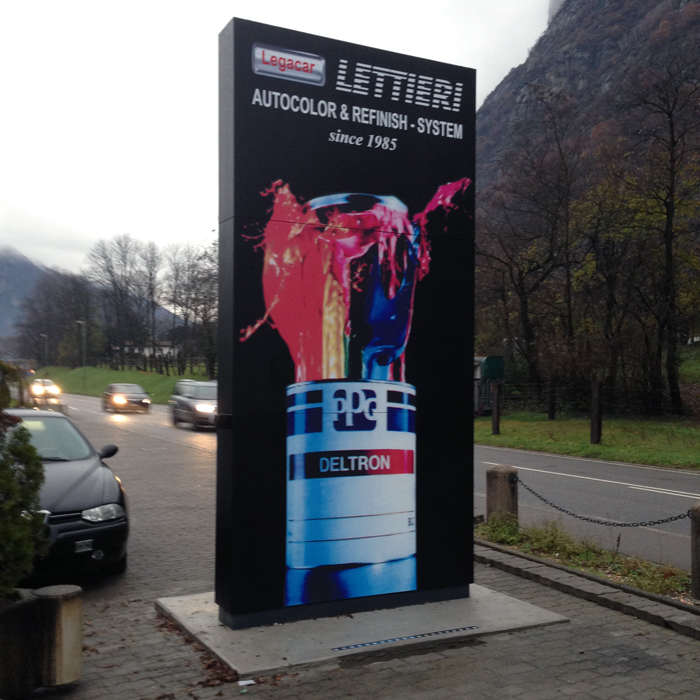 Legacar
LETTIERI
AUTOCOLOR & REFINISH - SYSTEM
since 1985
PPG
DELTRON